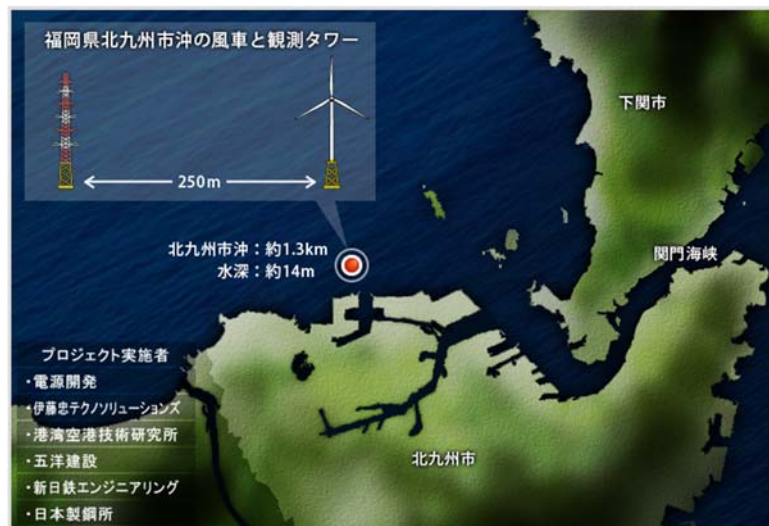 福岡県北九州市沖の風車と観測タワー
250m
下関市
北九州市沖：約1.3km
水深：約14m
関門海峡
プロジェクト実施者
・電源開発
・伊藤忠テクノソリューションズ
・港湾空港技術研究所
・五洋建設
・新日鉄エンジニアリング
・日本製鋼所
北九州市